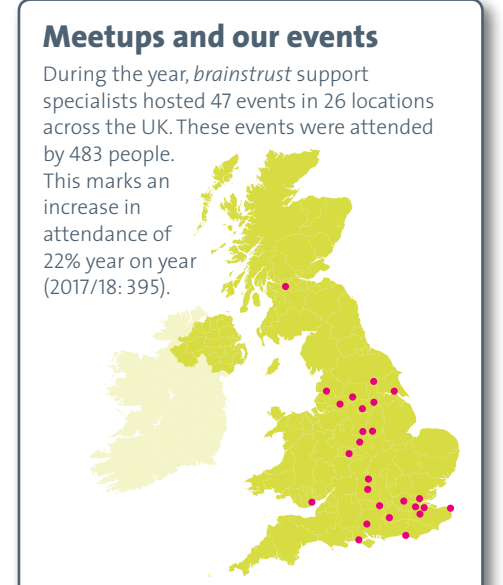 Meetups and our events
During the year, brainstrust support
specialists hosted 47 events in 26 locations
across the UK. These events were attended
by 483 people.
This marks an
increase in
attendance of
22% year on year
(2017/18: 395).